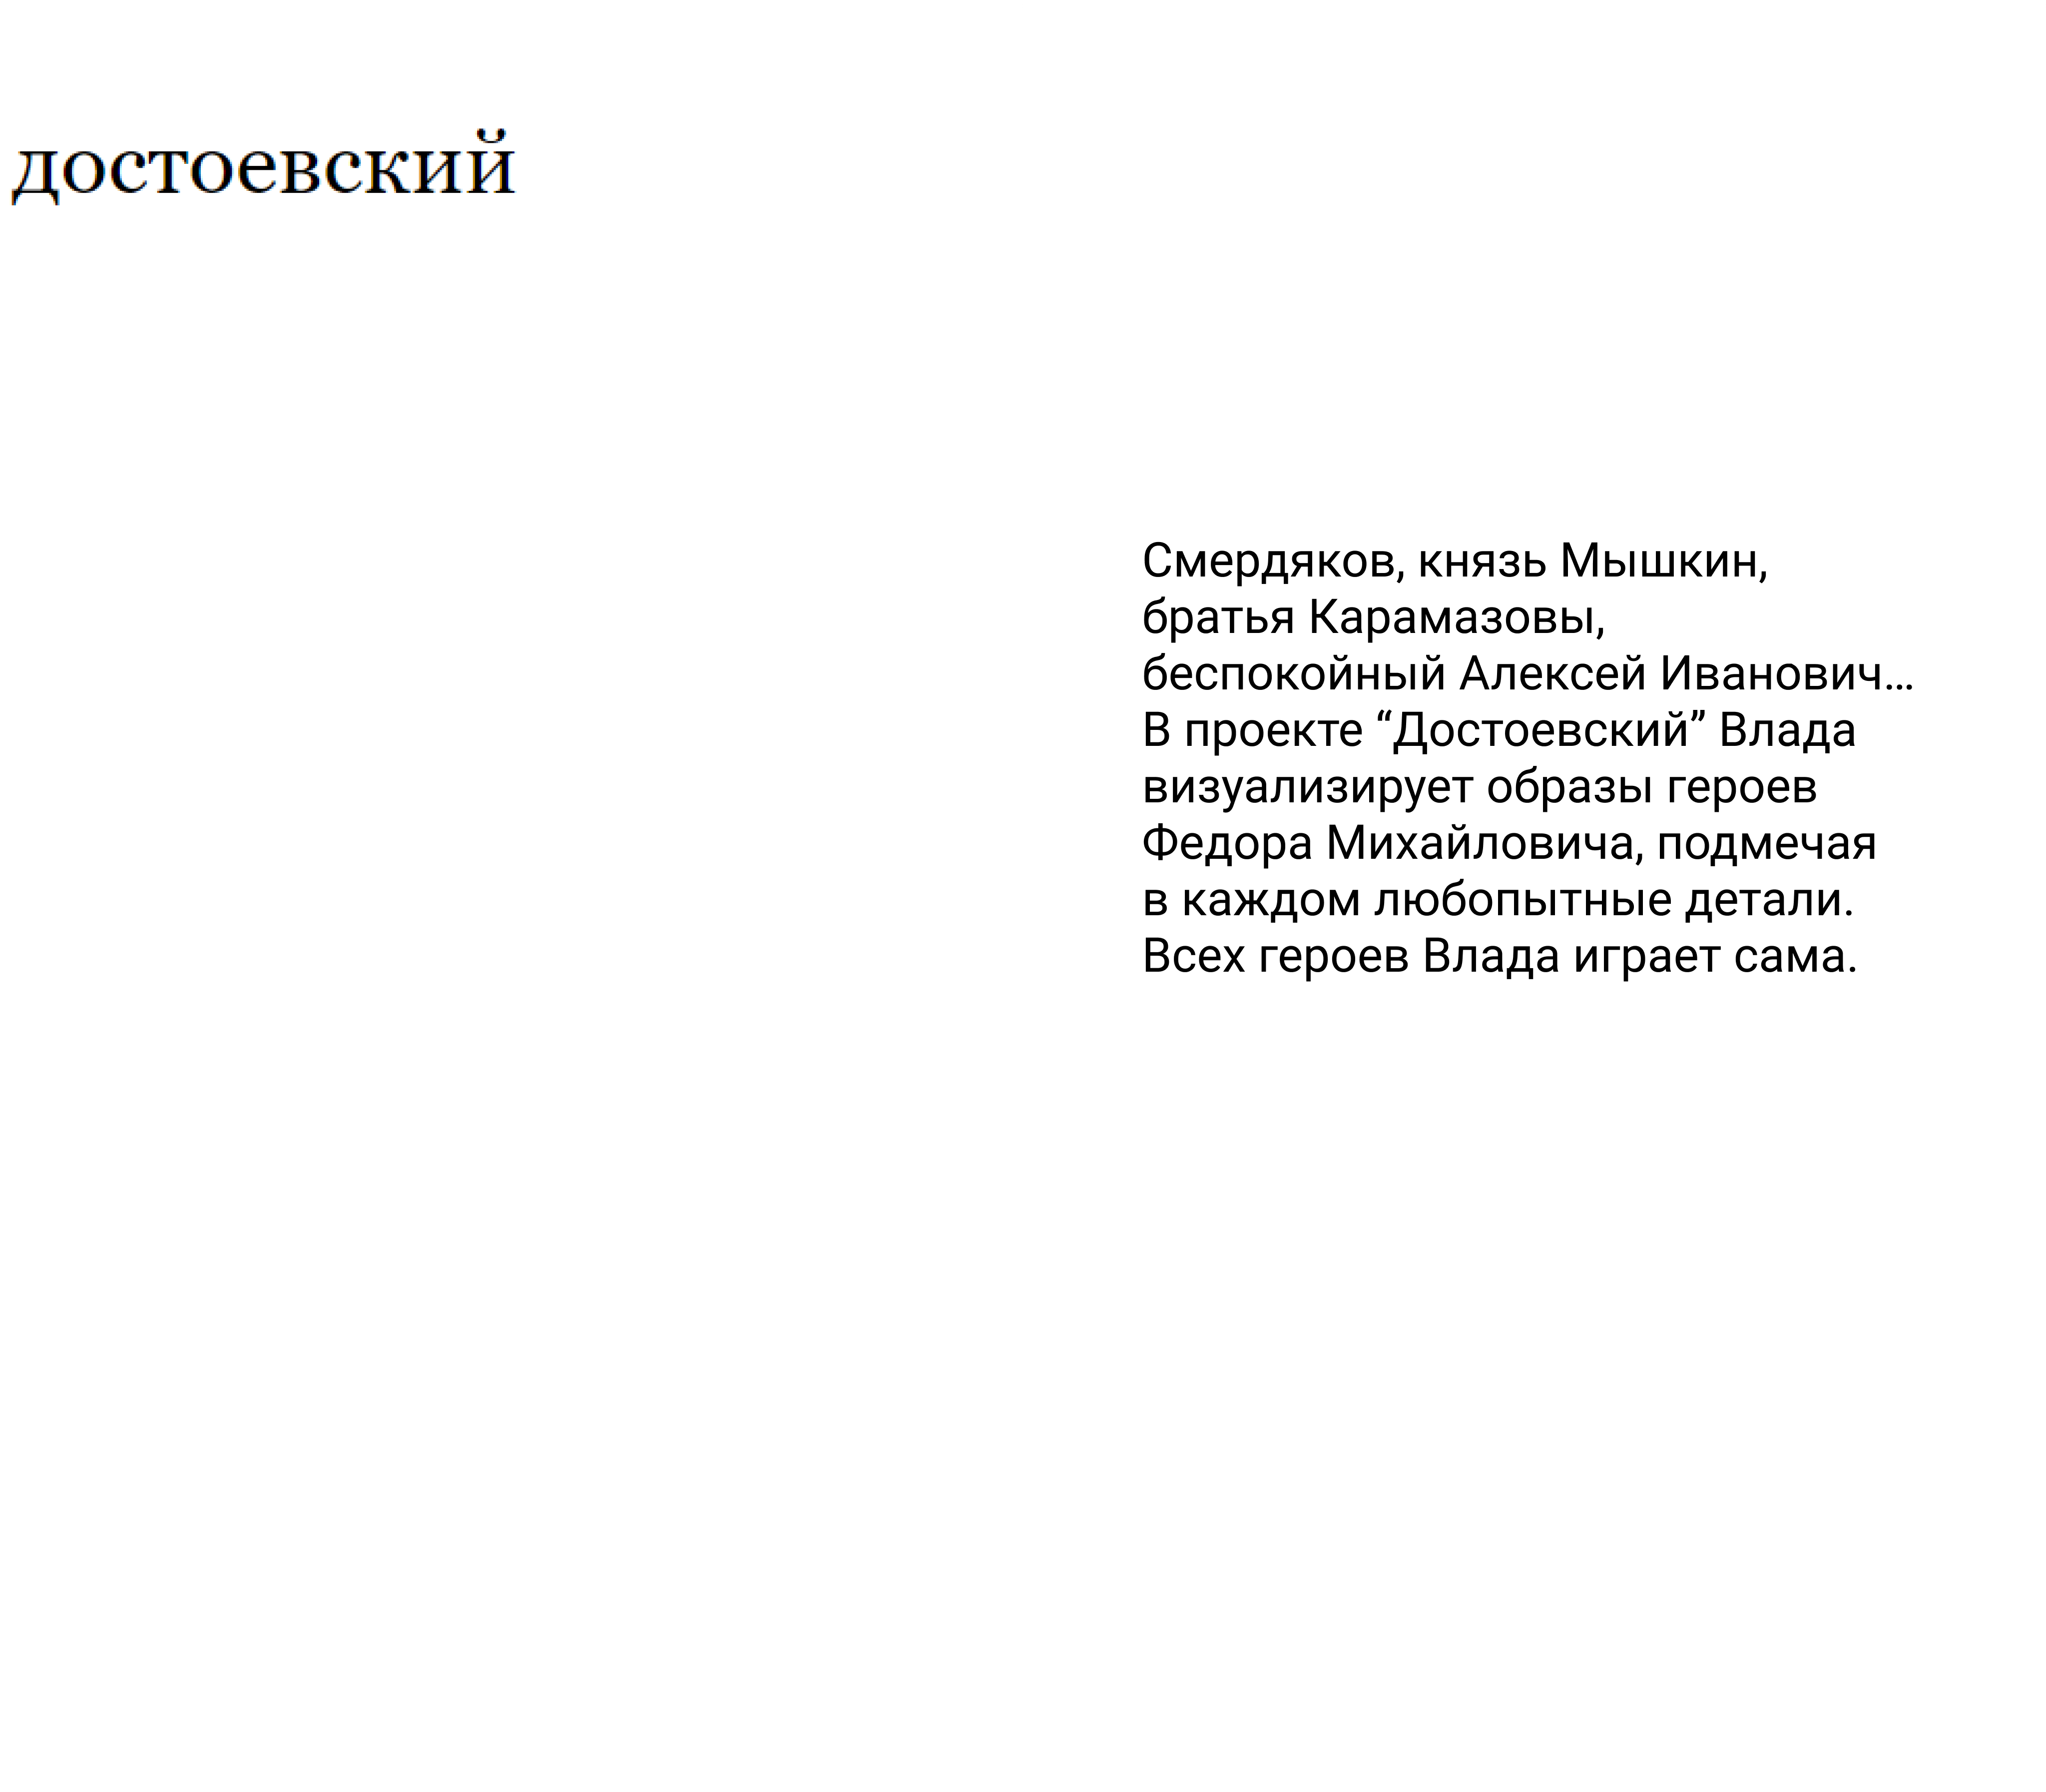 достоевский
Смердяков, князь Мышкин,
братья Карамазовы,
беспокойный Алексей Иванович...
В проекте “Достоевский” Влада
визуализирует образы героев
Федора Михайловича, подмечая
в каждом любопытные детали.
Всех героев Влада играет сама.